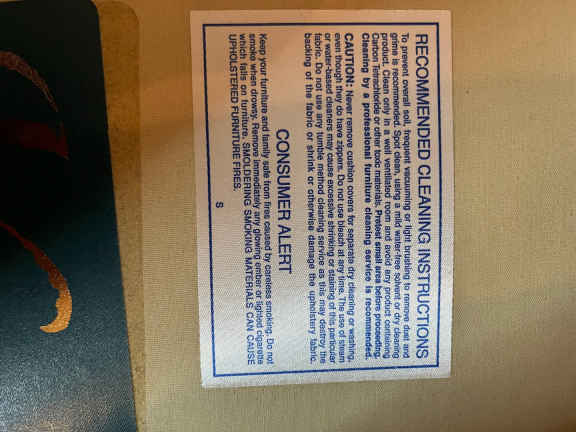 RECOMMENDED CLEANING INSTRUCTIONS
To prevent overall soil, frequent vacuuming or light brushing to remove dust and
grime is recommended. Spot clean, using a mild water-free solvent or dry cleaning
product. Clean only in a well ventilated room and avoid any product containing
Carbon Tetrachloride or other toxic materials. Pretest small area before proceeding.
Cleaning by a professional furniture cleaning service is recommended.
CAUTION: Never remove cushion covers for separate dry cleaning or washing,
even though they do have zippers. Do not use bleach at any time. The use of steam
or water-based cleaners may cause excessive shrinking or staining of this particular
fabric. Do not use any tumble method cleaning service as this may destroy the
backing of the fabric or shrink or otherwise damage the upholstery fabric.
CONSUMER ALERT
Keep your furniture and family safe from fires caused by careless smoking. Do not
smoke when drowsy. Remove immediately any glowing ember or lighted cigarette
which falls on furniture. SMOLDERING SMOKING MATERIALS CAN CAUSE
UPHOLSTERED FURNITURE FIRES.
S